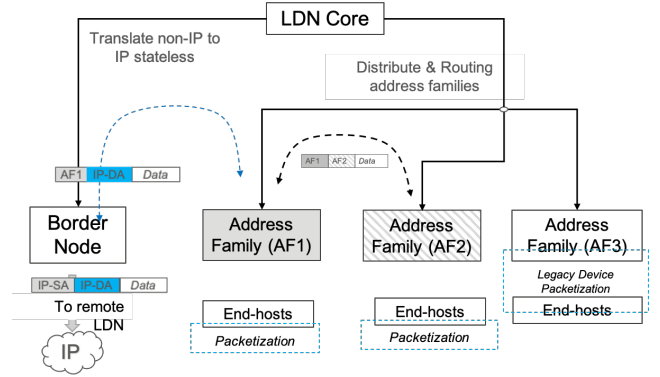 LDN Core
Translate non-IP to
IP stateless
Distribute & Routing
address families
AF1 AF2 Data
AF1 IP-DA Data
Border
Node
Address
Family (AF1)
Address
Family (AF2)
Address
Family (AF3)
Legacy Device
Packetization
End-hosts
IP-SA IP-DA Data
To remote
LDN
IP
End-hosts
Packetization
End-hosts
Packetization